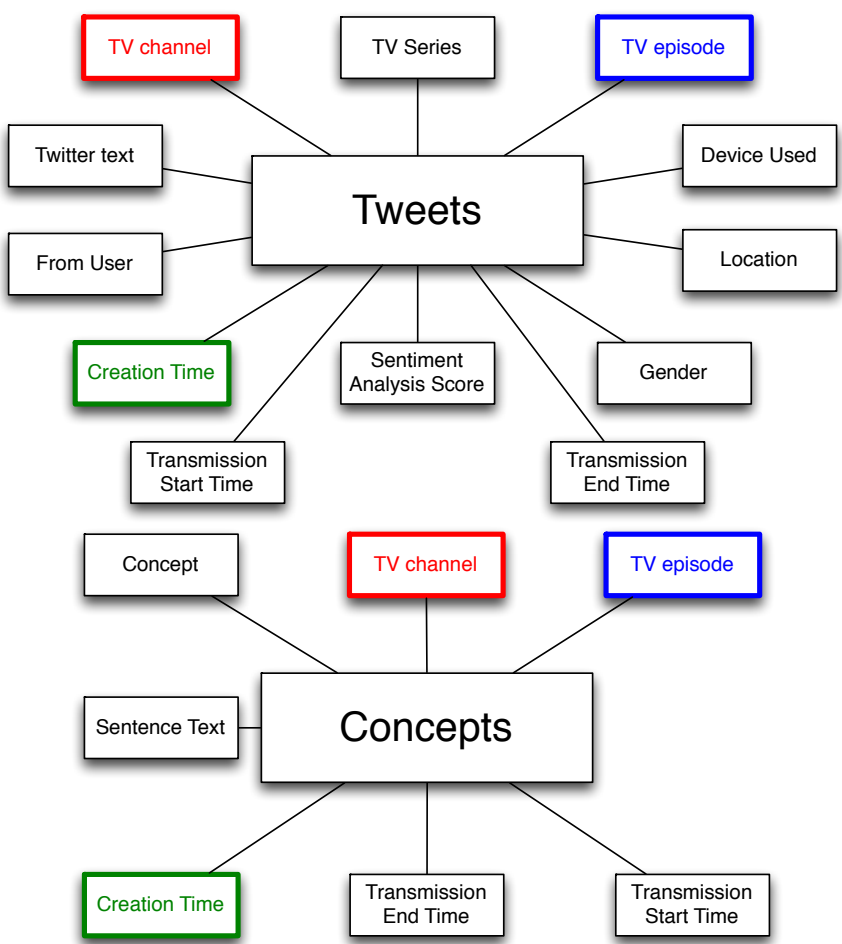 TV channel
TV Series
TV episode
Twitter text
Device Used
Tweets
From User
Location
Creation Time
Sentiment
Analysis Score
Gender
Transmission
Start Time
Transmission
End Time
Concept
TV channel
TV episode
Sentence Text
Concepts
Creation Time
Transmission
End Time
Transmission
Start Time